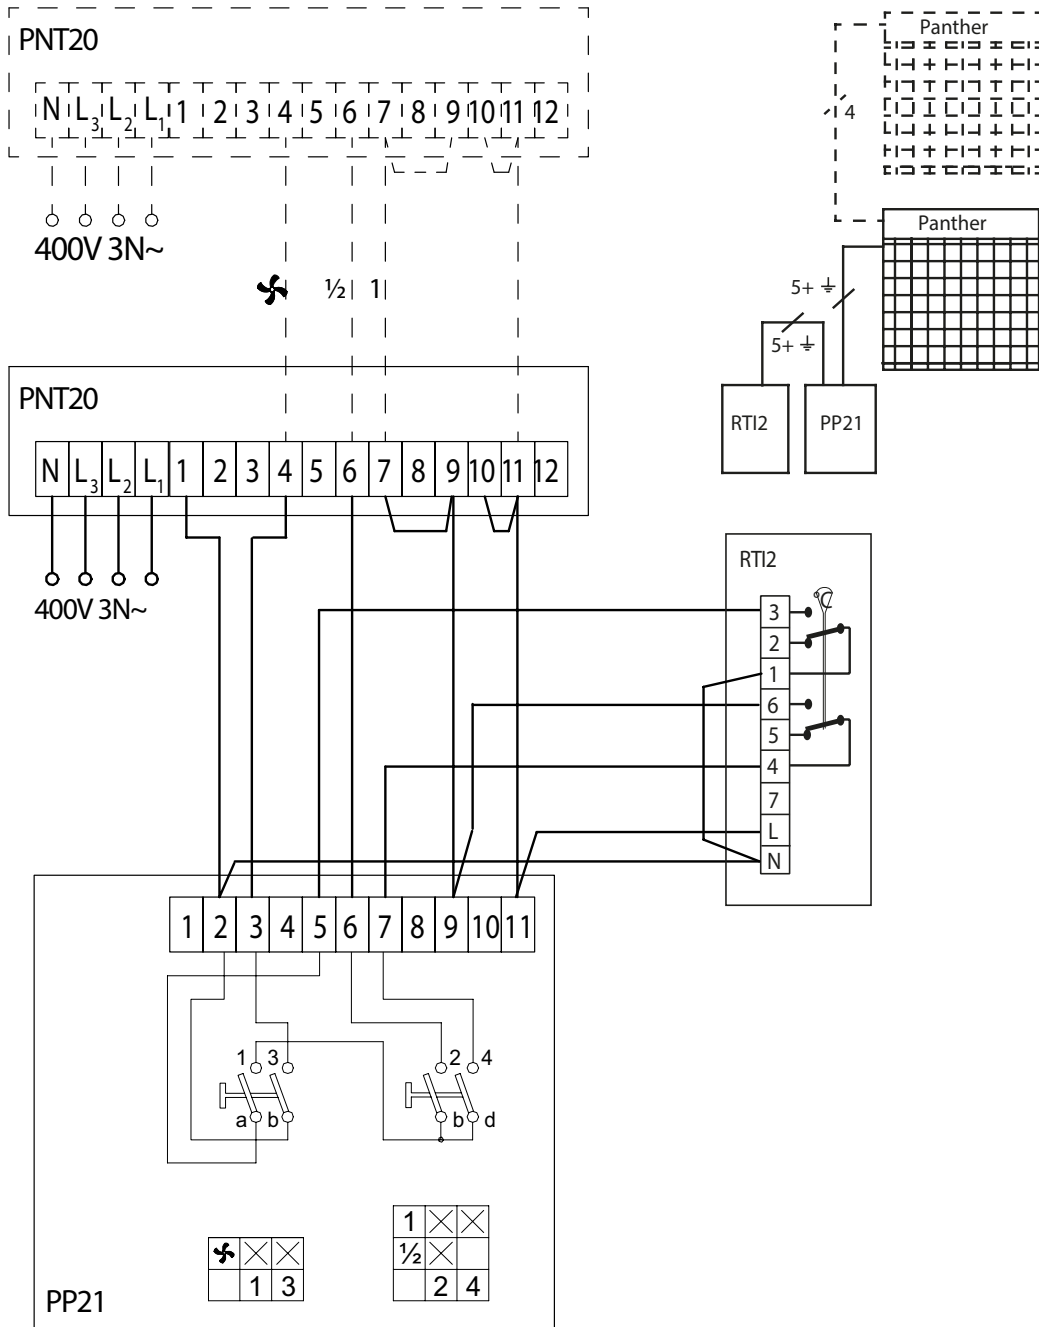 PNT20
N L3 L2 L1 1 2 3 4 5 6 7 8 9 10 11 12
400V 3N~
½ 1
Panther
4
Panther
5+
5+
RTI2 PP21
PNT20
N L3 L2 L1 1 2 3 4 5 6 7 8 9 10 11 12
400V 3N~
RTI2
3
2
1
6
5
4
7
L
N
1 2 3 4 5 6 7 8 9 10 11
1 3 2 4
a b b d
1
½
1 3
2 4
PP21